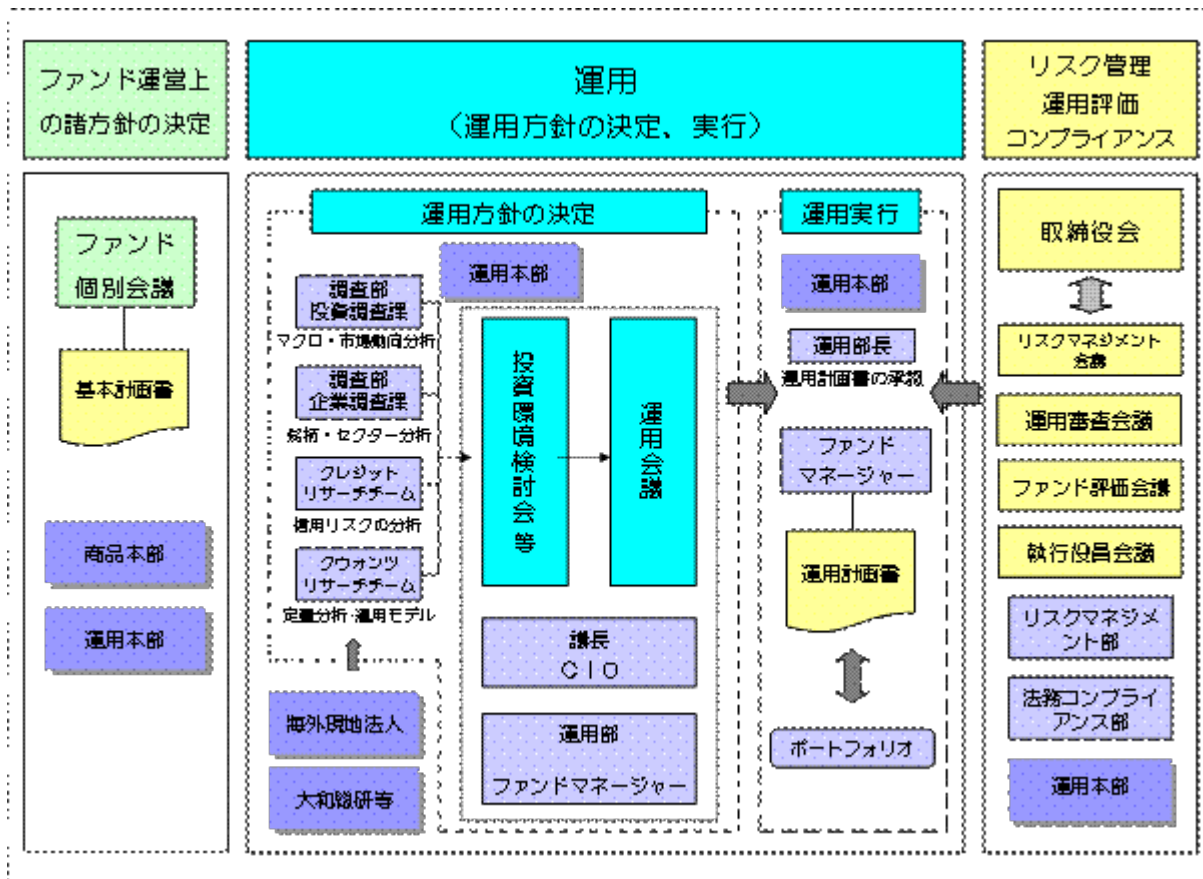 ファンド運営上
の諸方針の決定
運用
（運用方針の決定、実行）
リスク管理
運用評価
コンプライアンス
ファンド
個別会議
基本計画書
商品本部
運用本部
運用方針の決定
運用本部
調査部
投資調査課
マクロ・市場動向分析
調査部
企業調査課
銘柄・セクター分析
クレジット
リサーチチーム
信用リスクの分析
クウォンツ
リサーチチーム
定量分析・運用モデル
海外現地法人
大和総研等
投資環境検討会等
運用会議
議長
ＣＩＯ
運用部
ファンドマネージャー
運用実行
運用本部
運用部長
運用計画書の承認
ファンド
マネージャー
運用計画書
ポートフォリオ
取締役会
リスクマネジメント
会議
運用審査会議
ファンド評価会議
執行役員会議
リスクマネジメ
ント部
法務コンプライ
アンス部
運用本部